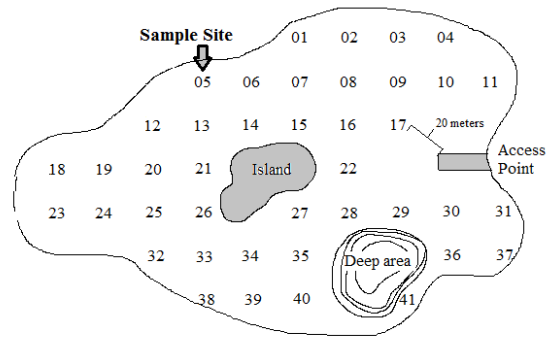 01 02 03 04
Sample Site
05 06 07 08 09 10 11
12 13 14 15 16 17 20 meters
Access
Point
18 19 20 21 Island 22
23 24 25 26 27 28 29 30 31
32 33 34 35 Deep area 36 37
38 39 40 41